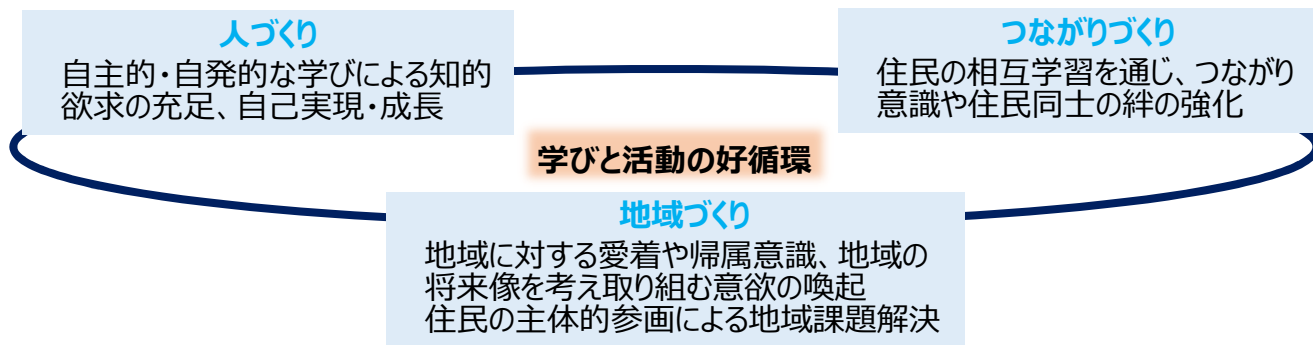 人づくり
自主的・自発的な学びによる知的
欲求の充足、自己実現・成長
つながりづくり
住民の相互学習を通じ、つながり
意識や住民同士の絆の強化
学びと活動の好循環
地域づくり
地域に対する愛着や帰属意識、地域の
将来像を考え取り組む意欲の喚起
住民の主体的参画による地域課題解決